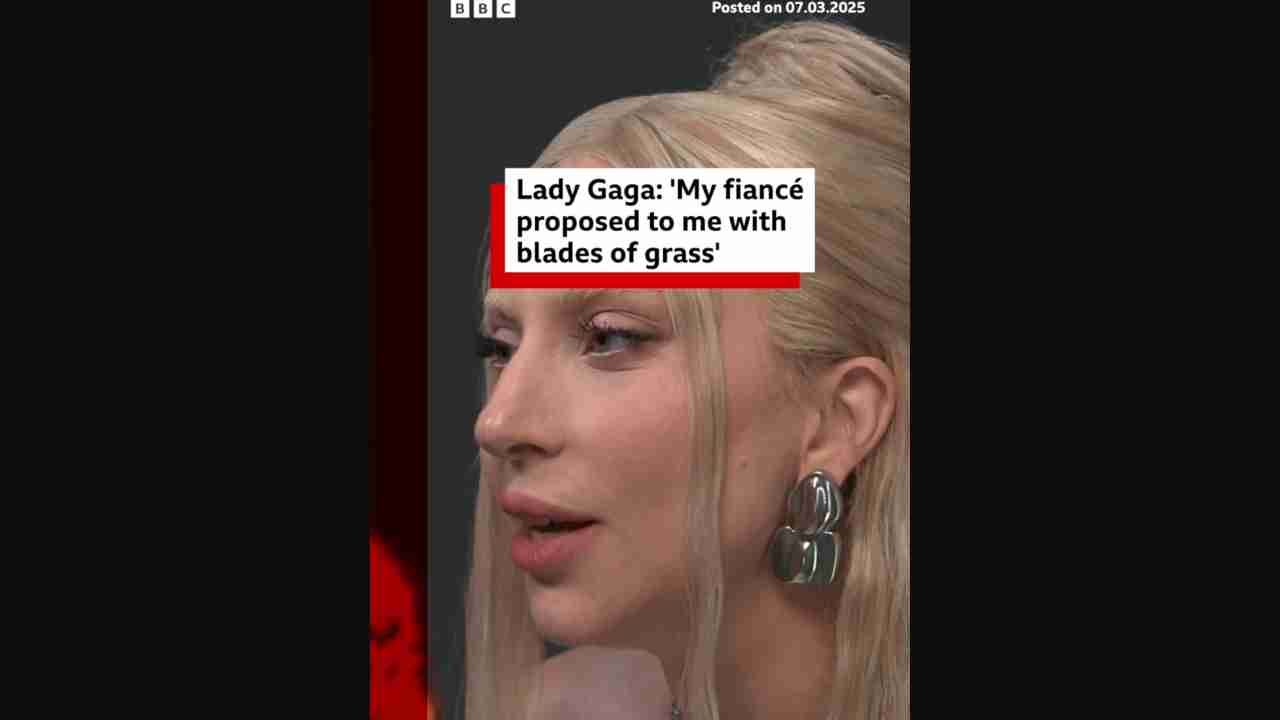 BBC
Posted on 07.03.2025
Lady Gaga: 'My fiancé
proposed to me with
blades of grass'